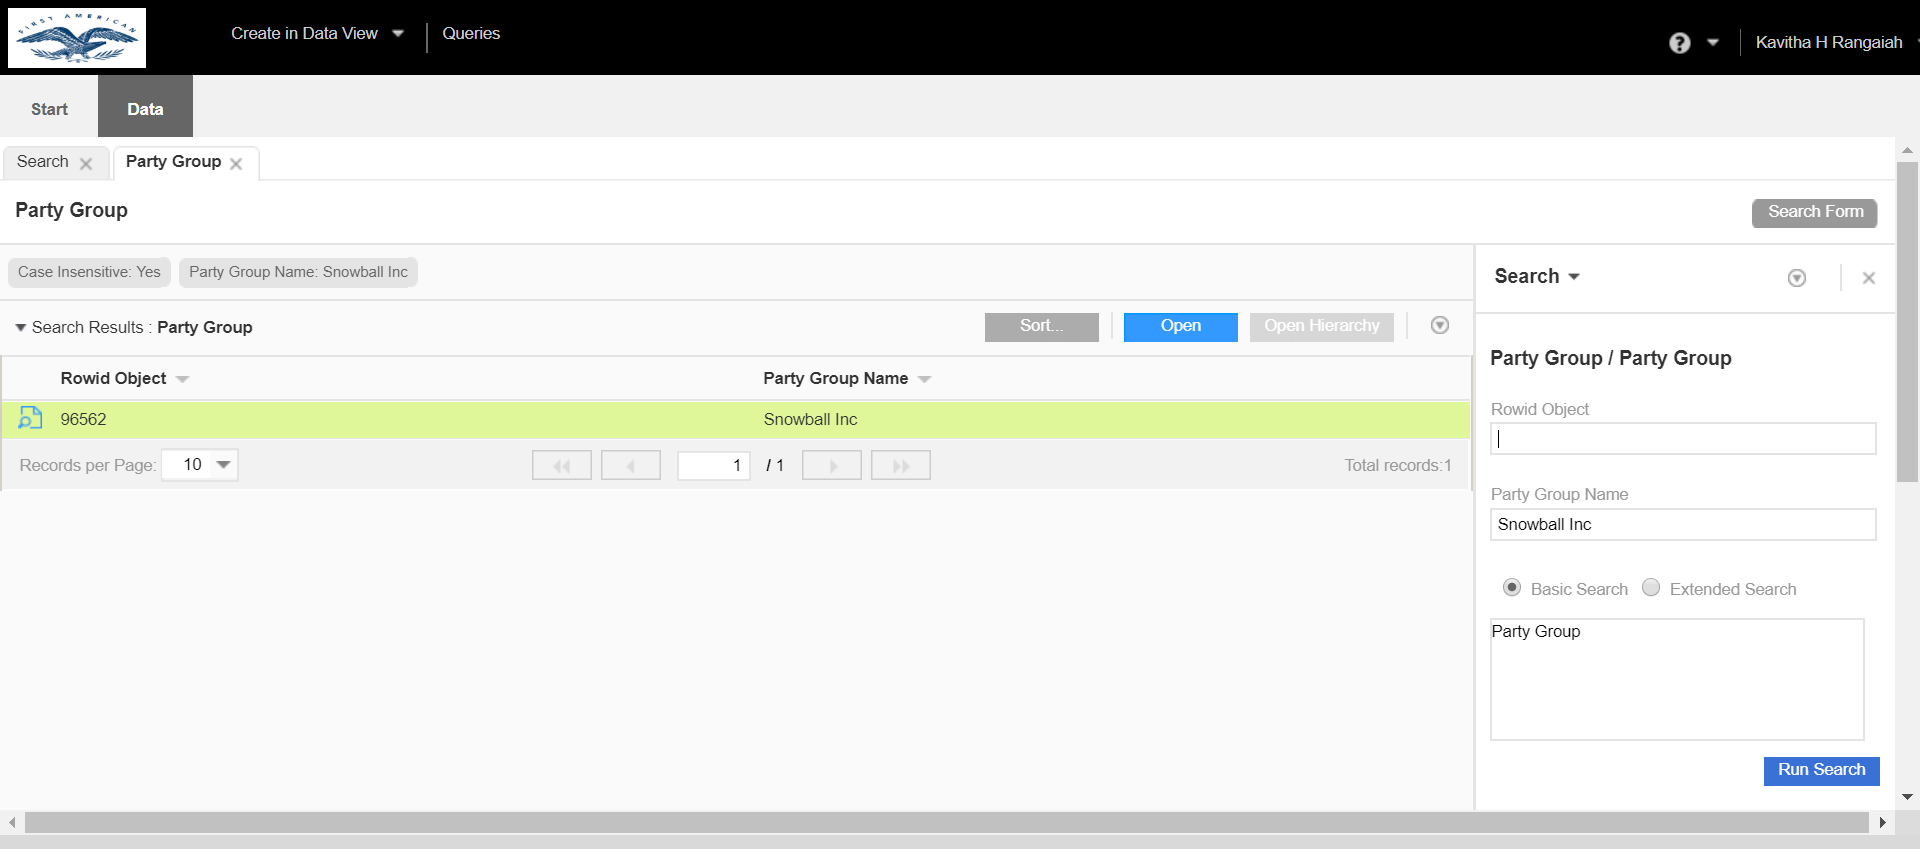 FIRST AMERICAN
Create in Data View
Queries
?
Kavitha H Rangaiah
Start
Data
Search
Party Group
Party Group
Search Form
Case Insensitive: Yes
Party Group Name: Snowball Inc
Search
Search Results : Party Group
Sort...
Open
Open Hierarchy
Party Group / Party Group
Rowid Object
Party Group Name
96562
Snowball Inc
Records per Page: 10
1 / 1
Total records:1
Rowid Object
Party Group Name
Snowball Inc
Basic Search
Extended Search
Party Group
Run Search